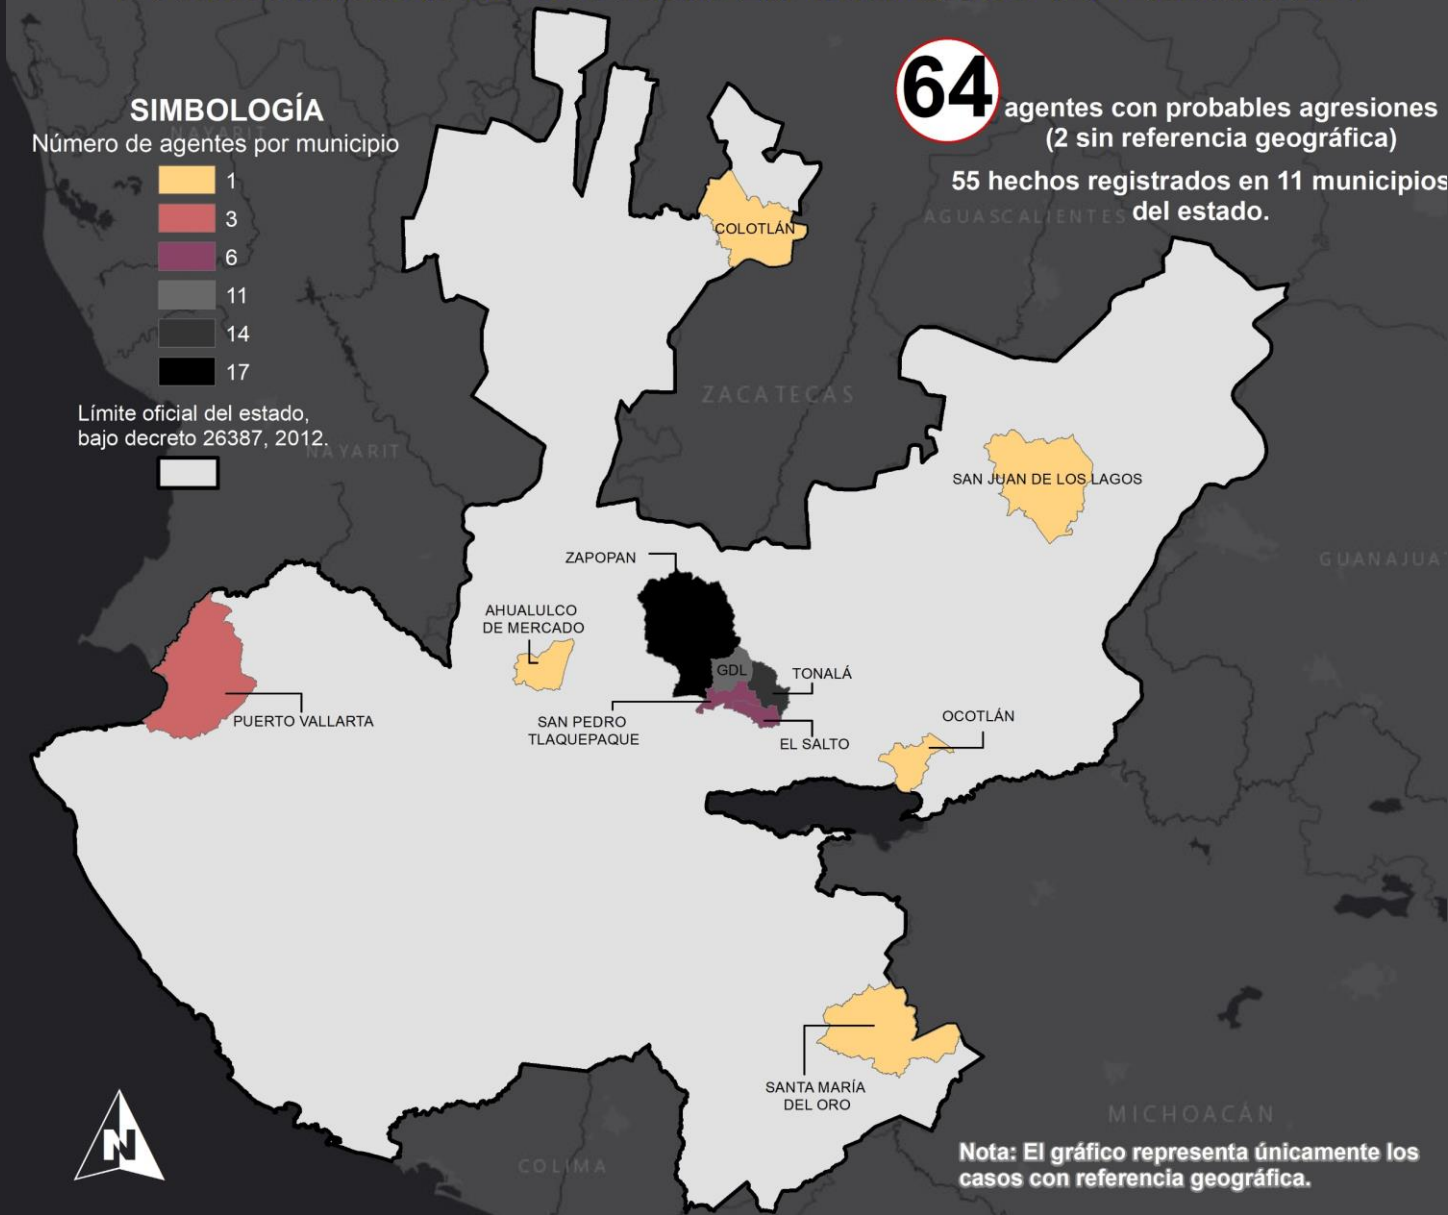 64
agentes con probables agresiones
(2 sin referencia geográfica)
55 hechos registrados en 11 municipios
del estado.
SIMBOLOGÍA
Número de agentes por municipio
1
3
6
11
14
17
Límite oficial del estado,
bajo decreto 26387, 2012.
NAYARIT
NAYARIT
AGUASCALIENTES
ZACATECAS
COLOTLÁN
SAN JUAN DE LOS LAGOS
GUANAJUA
ZAPOPAN
AHUALULCO
DE MERCADO
GDL
TONALÁ
PUERTO VALLARTA
SAN PEDRO
TLAQUEPAQUE
EL SALTO
OCOTLÁN
SANTA MARÍA
DEL ORO
MICHOACÁN
COLIMA
N
Nota: El gráfico representa únicamente los
casos con referencia geográfica.